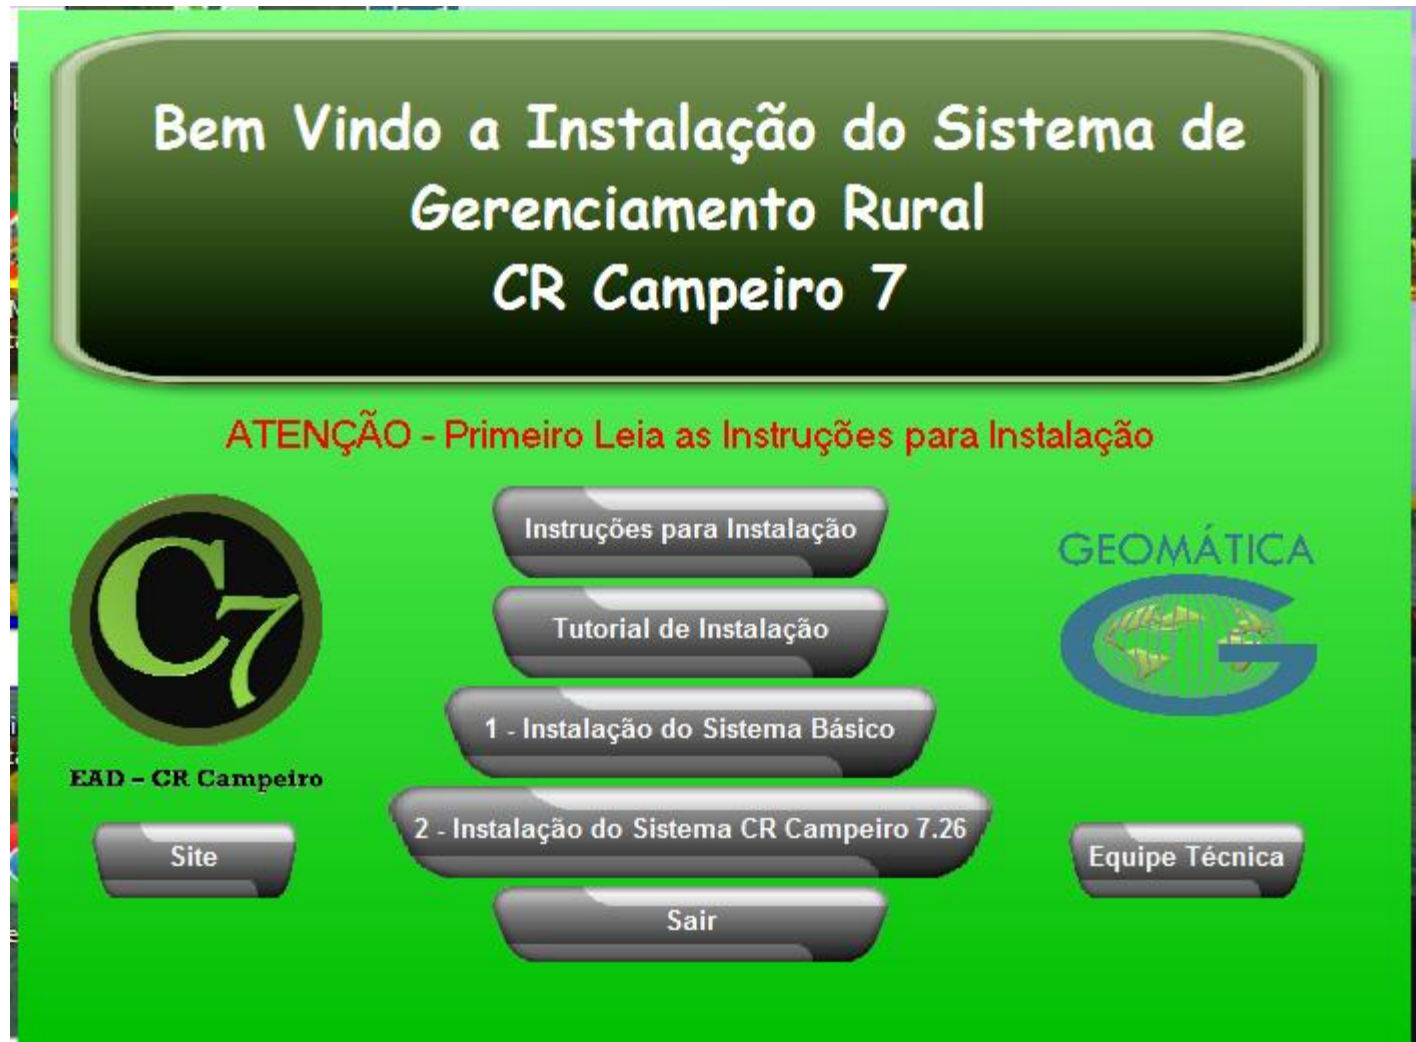 Bem Vindo a Instalação do Sistema de
Gerenciamento Rural
CR Campeiro 7
ATENÇÃO - Primeiro Leia as Instruções para Instalação
Instruções para Instalação
Tutorial de Instalação
1 - Instalação do Sistema Básico
2 - Instalação do Sistema CR Campeiro 7.26
Sair
C7
EAD – CR Campeiro
Site
GEOMÁTICA
G
Equipe Técnica